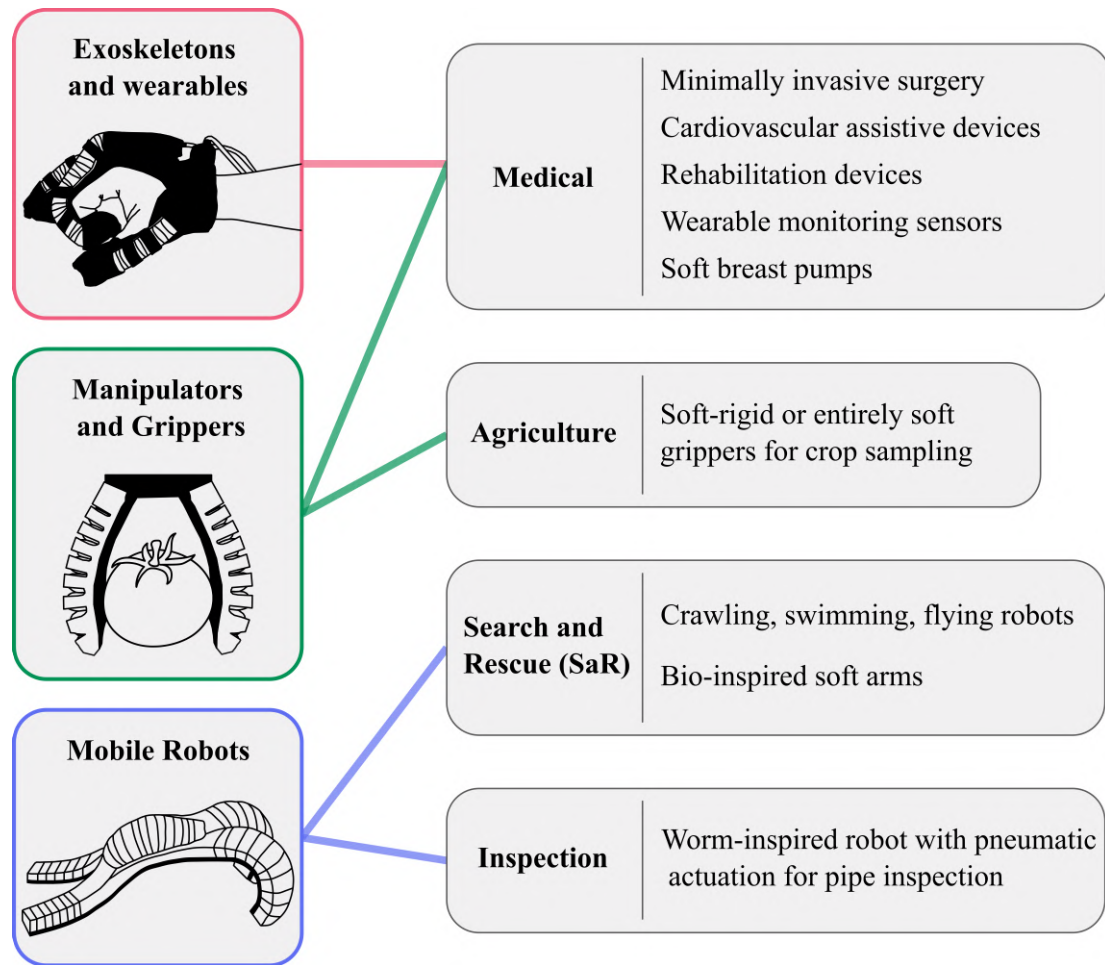 Exoskeletons
and wearables
Medical
Minimally invasive surgery
Cardiovascular assistive devices
Rehabilitation devices
Wearable monitoring sensors
Soft breast pumps
Manipulators
and Grippers
Agriculture
Soft-rigid or entirely soft
grippers for crop sampling
Search and
Rescue (SaR)
Crawling, swimming, flying robots
Bio-inspired soft arms
Mobile Robots
Inspection
Worm-inspired robot with pneumatic
actuation for pipe inspection